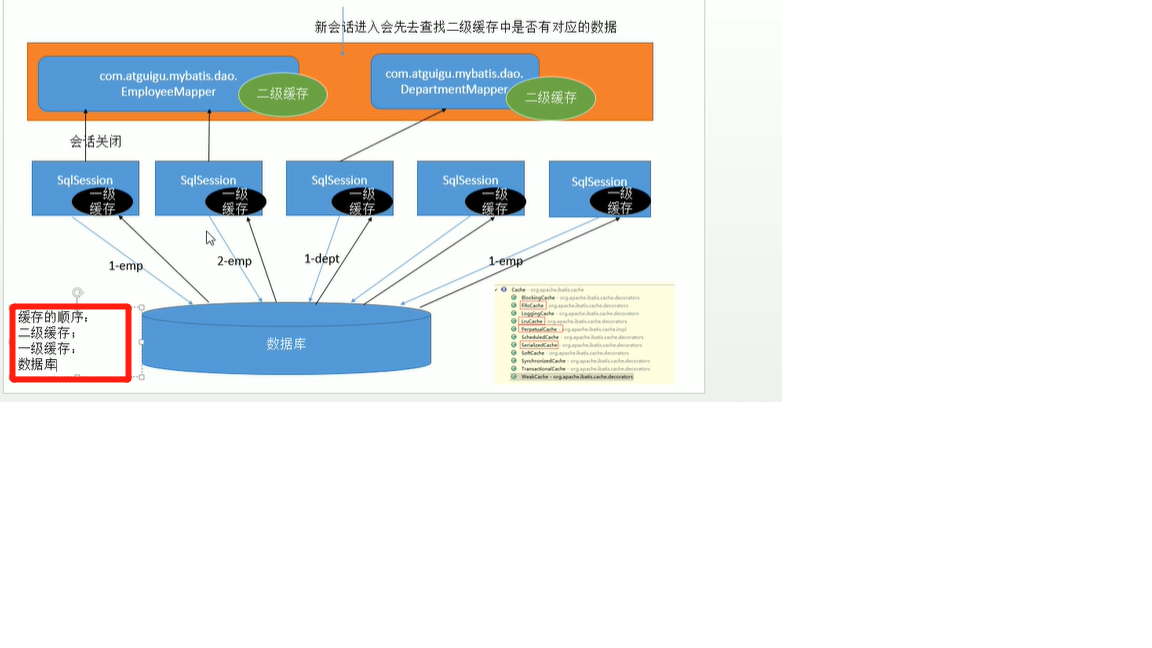 新会话进入会先去查找二级缓存中是否有对应的数据
com.atguigu.mybatis.dao.
EmployeeMapper
二级缓存
com.atguigu.mybatis.dao.
DepartmentMapper
二级缓存
会话关闭
SqlSession
一级
缓存
SqlSession
一级
缓存
SqlSession
一级
缓存
SqlSession
一级
缓存
SqlSession
一级
缓存
1-emp
2-emp
1-dept
1-emp
缓存的顺序：
二级缓存；
一级缓存：
数据库
数据库
Cache - org.apache.ibatis.cache
BlockingCache - org.apache.ibatis.cache.decorators
FifoCache - org.apache.ibatis.cache.decorators
LoggingCache - org.apache.ibatis.cache.decorators
LruCache - org.apache.ibatis.cache.decorators
PerpetualCache - org.apache.ibatis.cache.impl
ScheduledCache - org.apache.ibatis.cache.decorators
SerializedCache - org.apache.ibatis.cache.decorators
SoftCache - org.apache.ibatis.cache.decorators
SynchronizedCache - org.apache.ibatis.cache.decorators
TransactionalCache - org.apache.ibatis.cache.decorators
WeakCache - org.apache.ibatis.cache.decorators